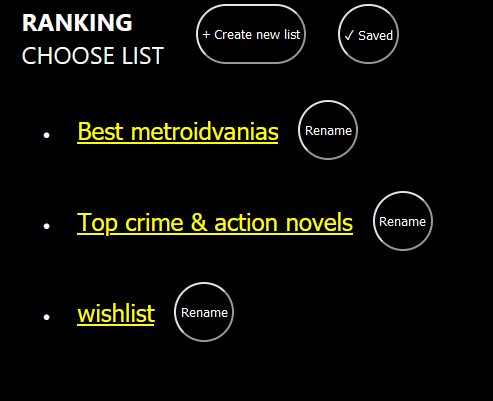 RANKING
CHOOSE LIST
+ Create new list
✓ Saved
Best metroidvanias
Rename
Top crime & action novels
Rename
wishlist
Rename